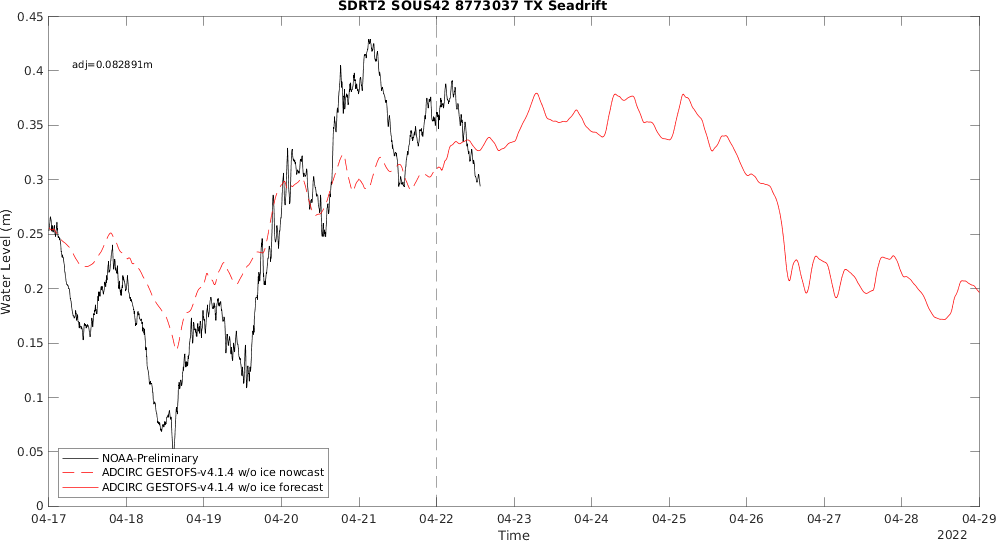 SDRT2 SOUS42 8773037 TX Seadrift
0.45
adj=0.082891m
0.4
0.35
0.3
0.25
0.2
0.15
0.1
0.05
0
Water Level (m)
NOAA-Preliminary
ADCIRC GESTOFS-v4.1.4 w/o ice nowcast
ADCIRC GESTOFS-v4.1.4 w/o ice forecast
04-17 04-18 04-19 04-20 04-21 04-22 04-23 04-24 04-25 04-26 04-27 04-28 04-29
Time
2022